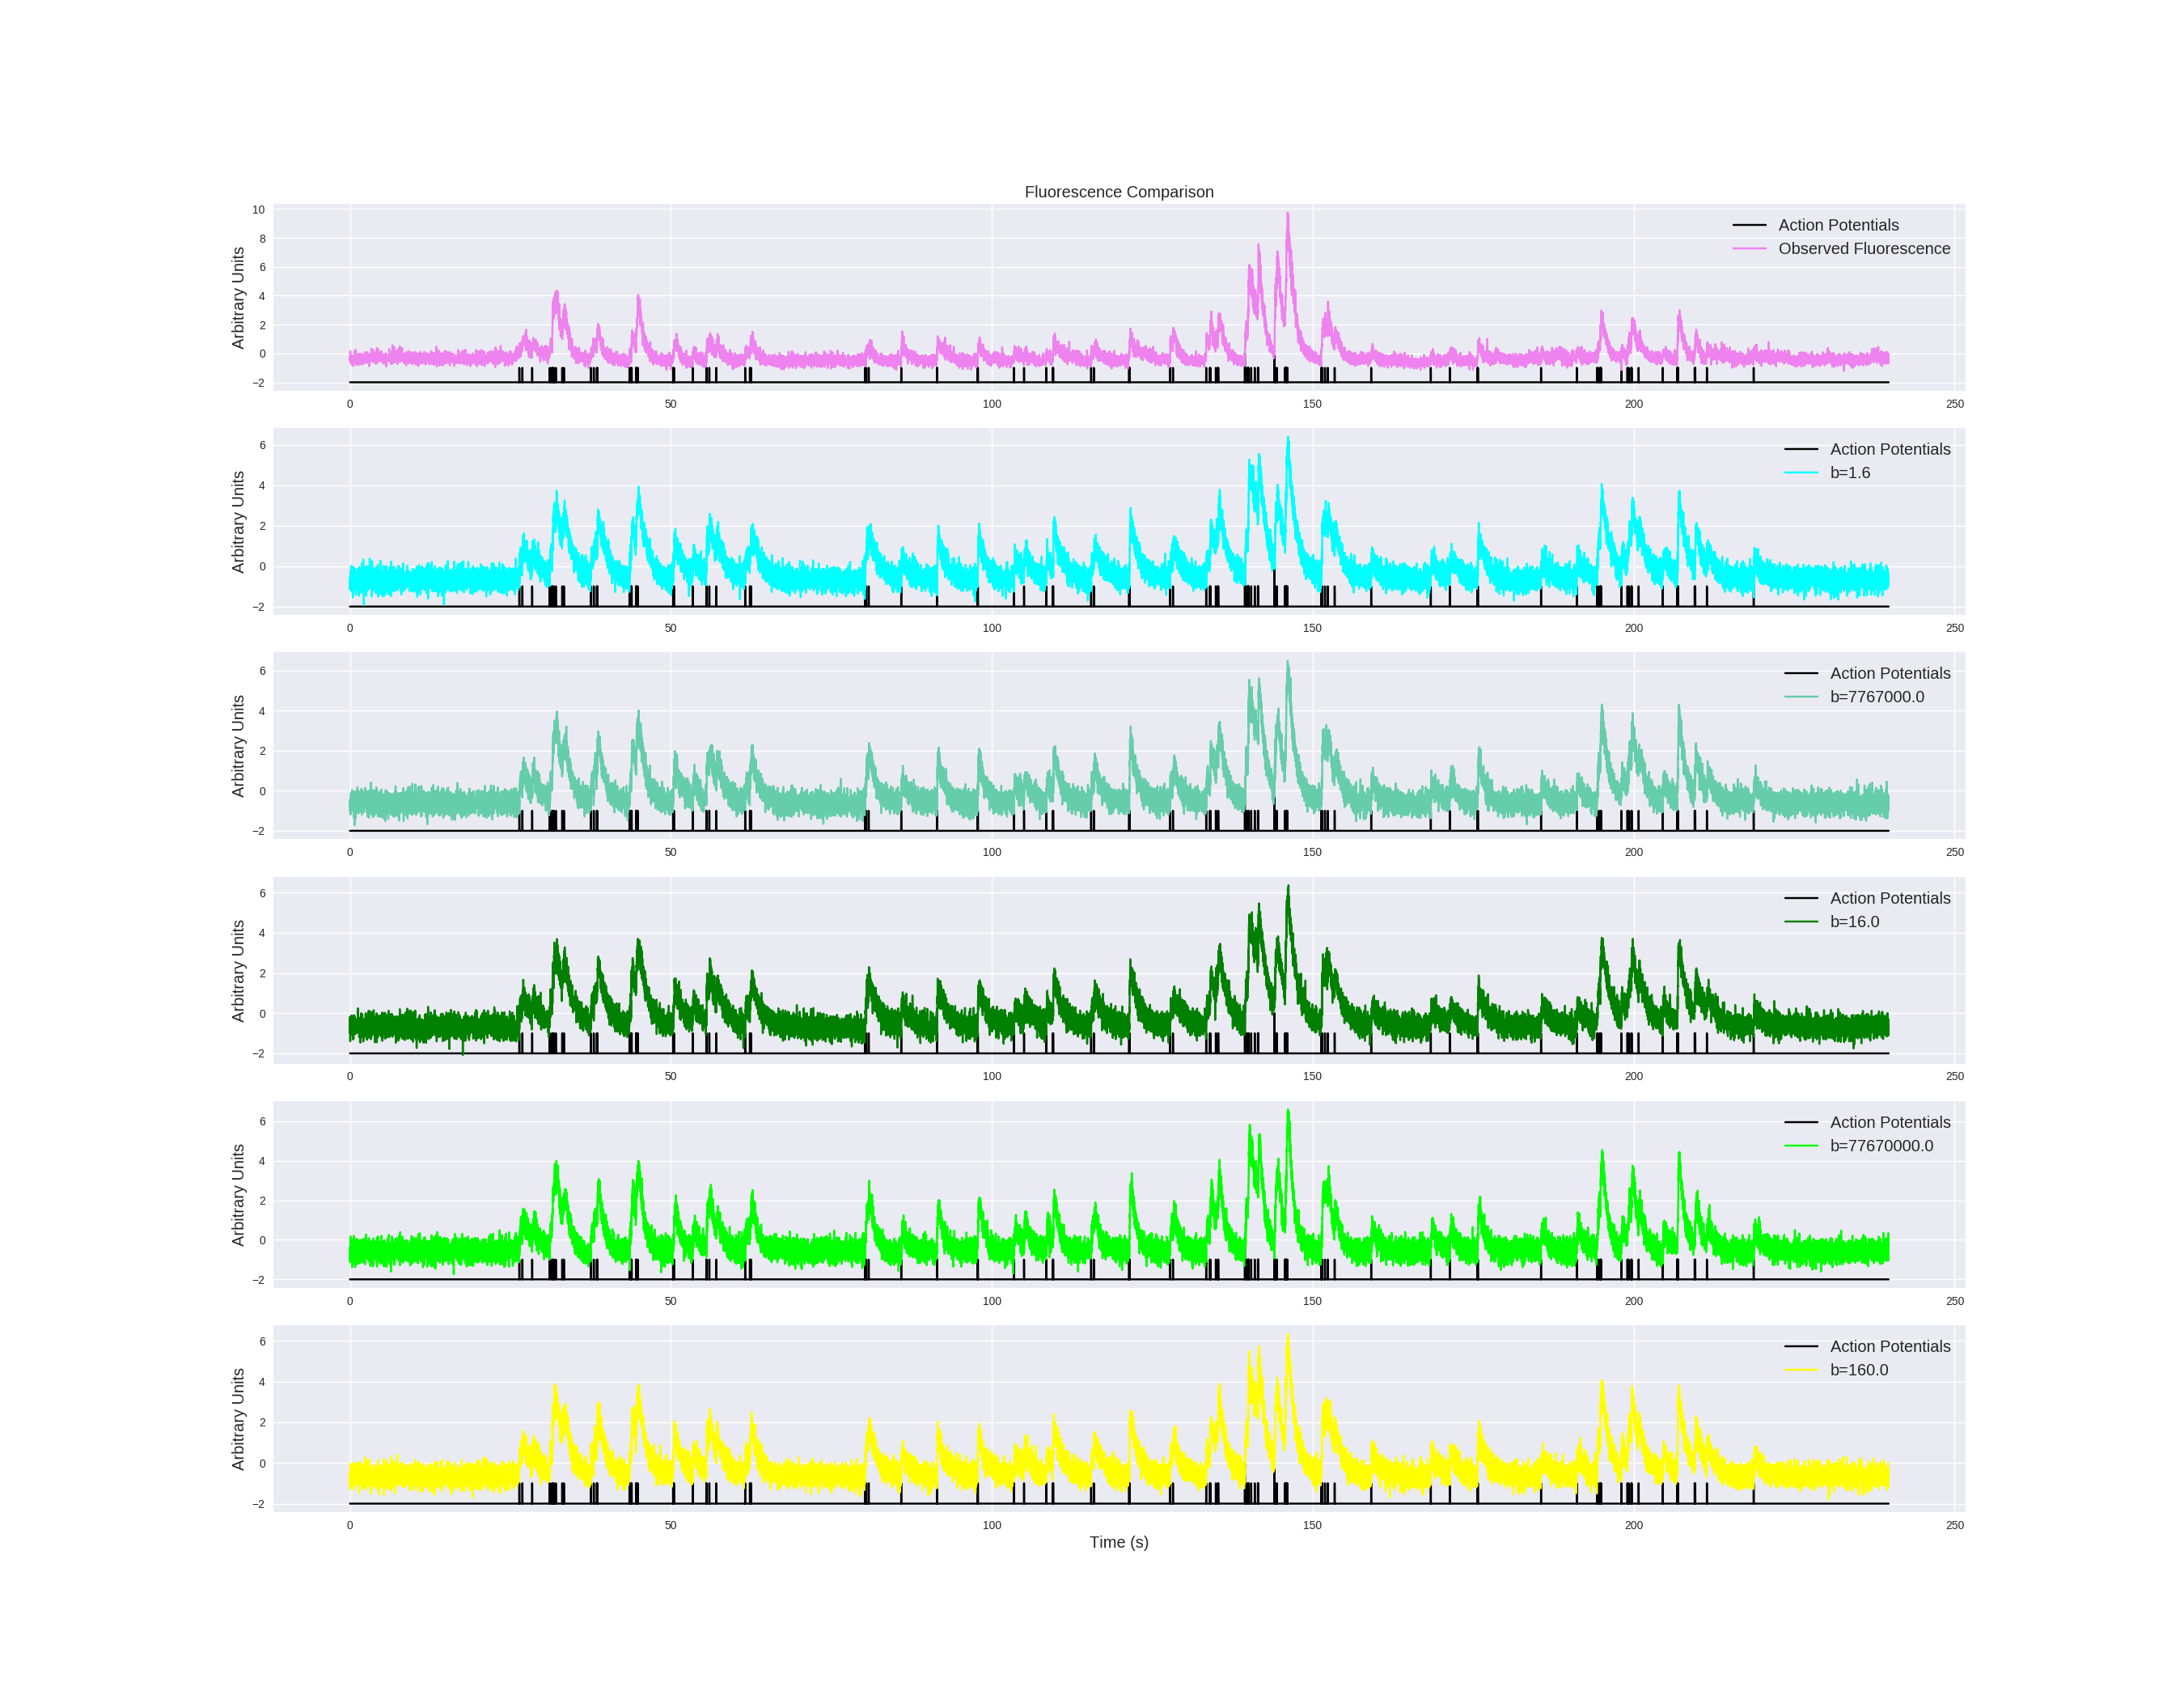 Fluorescence Comparison
Arbitrary Units
10
8
6
4
2
0
−2
Action Potentials
Observed Fluorescence
0 50 100 150 200 250
Arbitrary Units
6
4
2
0
−2
Action Potentials
b=1.6
0 50 100 150 200 250
Arbitrary Units
6
4
2
0
−2
Action Potentials
b=7767000.0
0 50 100 150 200 250
Arbitrary Units
6
4
2
0
−2
Action Potentials
b=16.0
0 50 100 150 200 250
Arbitrary Units
6
4
2
0
−2
Action Potentials
b=77670000.0
0 50 100 150 200 250
Arbitrary Units
6
4
2
0
−2
Action Potentials
b=160.0
0 50 100 150 200 250
Time (s)